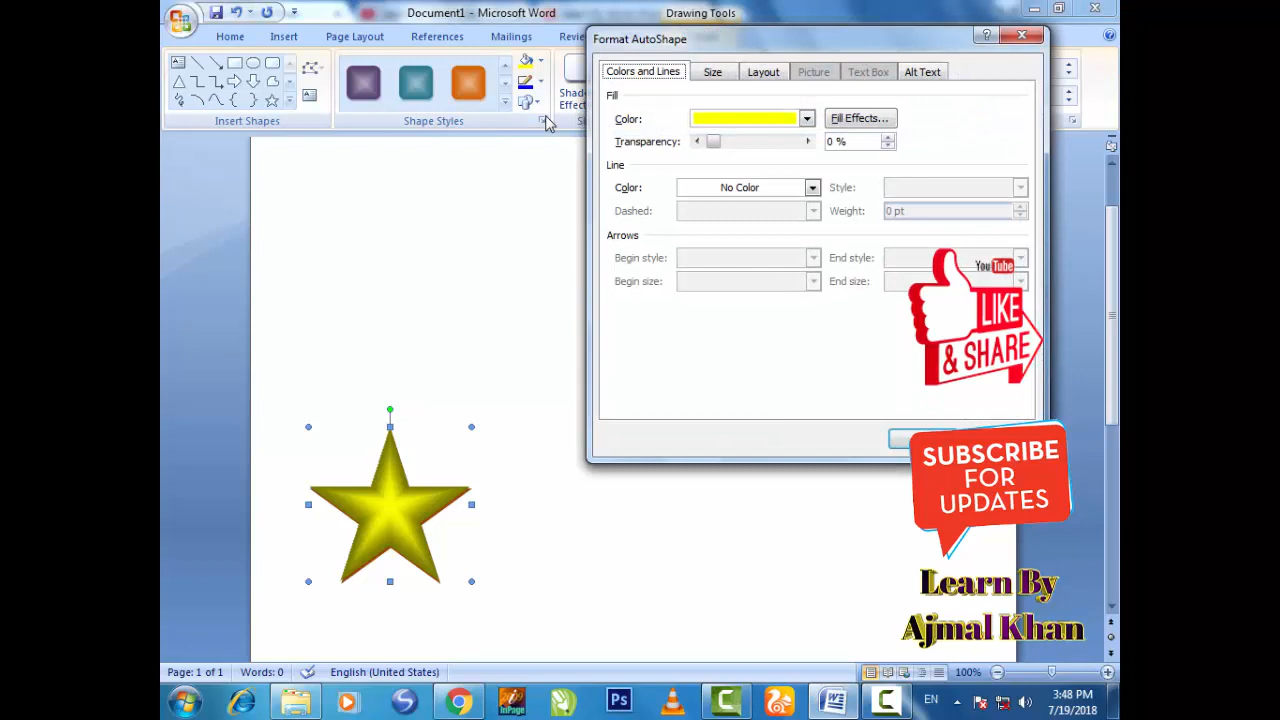 Document1 - Microsoft Word
Drawing Tools
Home
Insert
Page Layout
References
Mailings
Insert Shapes
Shape Styles
Format AutoShape
Colors and Lines
Size
Layout
Picture
Text Box
Alt Text
Fill
Color:
Fill Effects...
Transparency:
0 %
Line
Color:
No Color
Style:
Dashed:
Weight:
0 pt
Arrows
Begin style:
End style:
Begin size:
End size:
You Tube
LIKE
& SHARE
SUBSCRIBE
FOR
UPDATES
Learn By
Ajmal Khan
Page: 1 of 1
Words: 0
English (United States)
100%
InPage
Ps
EN
3:48 PM
7/19/2018